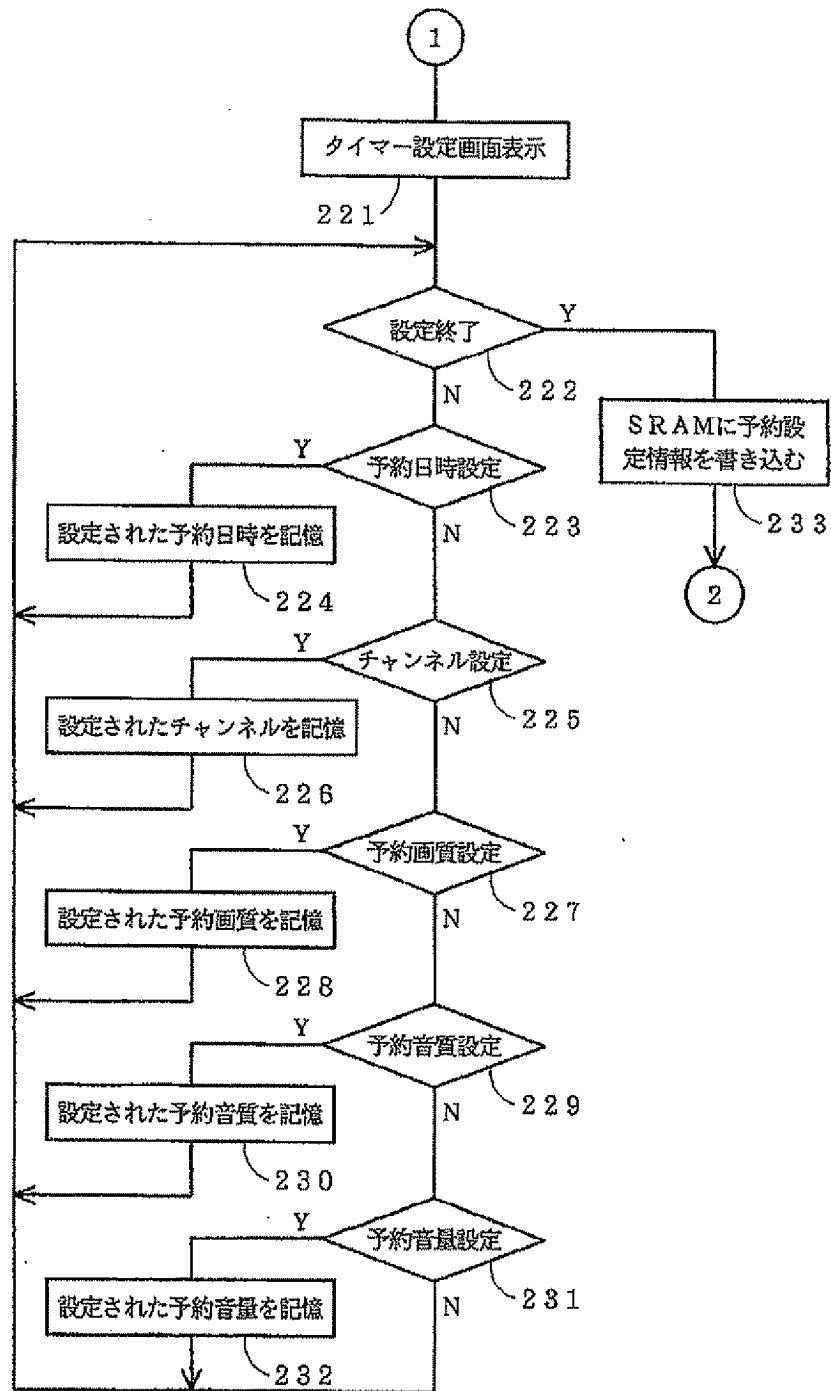 1
タイマー設定画面表示
221
設定終了
Y
222
N
SRAMに予約設
定情報を書き込む
233
2
Y
予約日時設定
223
N
設定された予約日時を記憶
224
Y
チャンネル設定
225
N
設定されたチャンネルを記憶
226
Y
予約画質設定
227
N
設定された予約画質を記憶
228
Y
予約音質設定
229
N
設定された予約音質を記憶
230
Y
予約音量設定
231
N
設定された予約音量を記憶
232